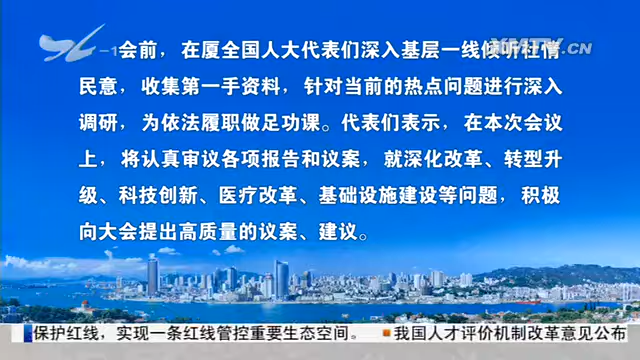 -1
XMTV.CN
会前，在厦全国人大代表们深入基层一线倾听社情
民意，收集第一手资料，针对当前的热点问题进行深入
调研，为依法履职做足功课。代表们表示，在本次会议
上，将认真审议各项报告和议案，就深化改革、转型升
级、科技创新、医疗改革、基础设施建设等问题，积极
向大会提出高质量的议案、建议。
保护红线，实现一条红线管控重要生态空间。 我国人才评价机制改革意见公布